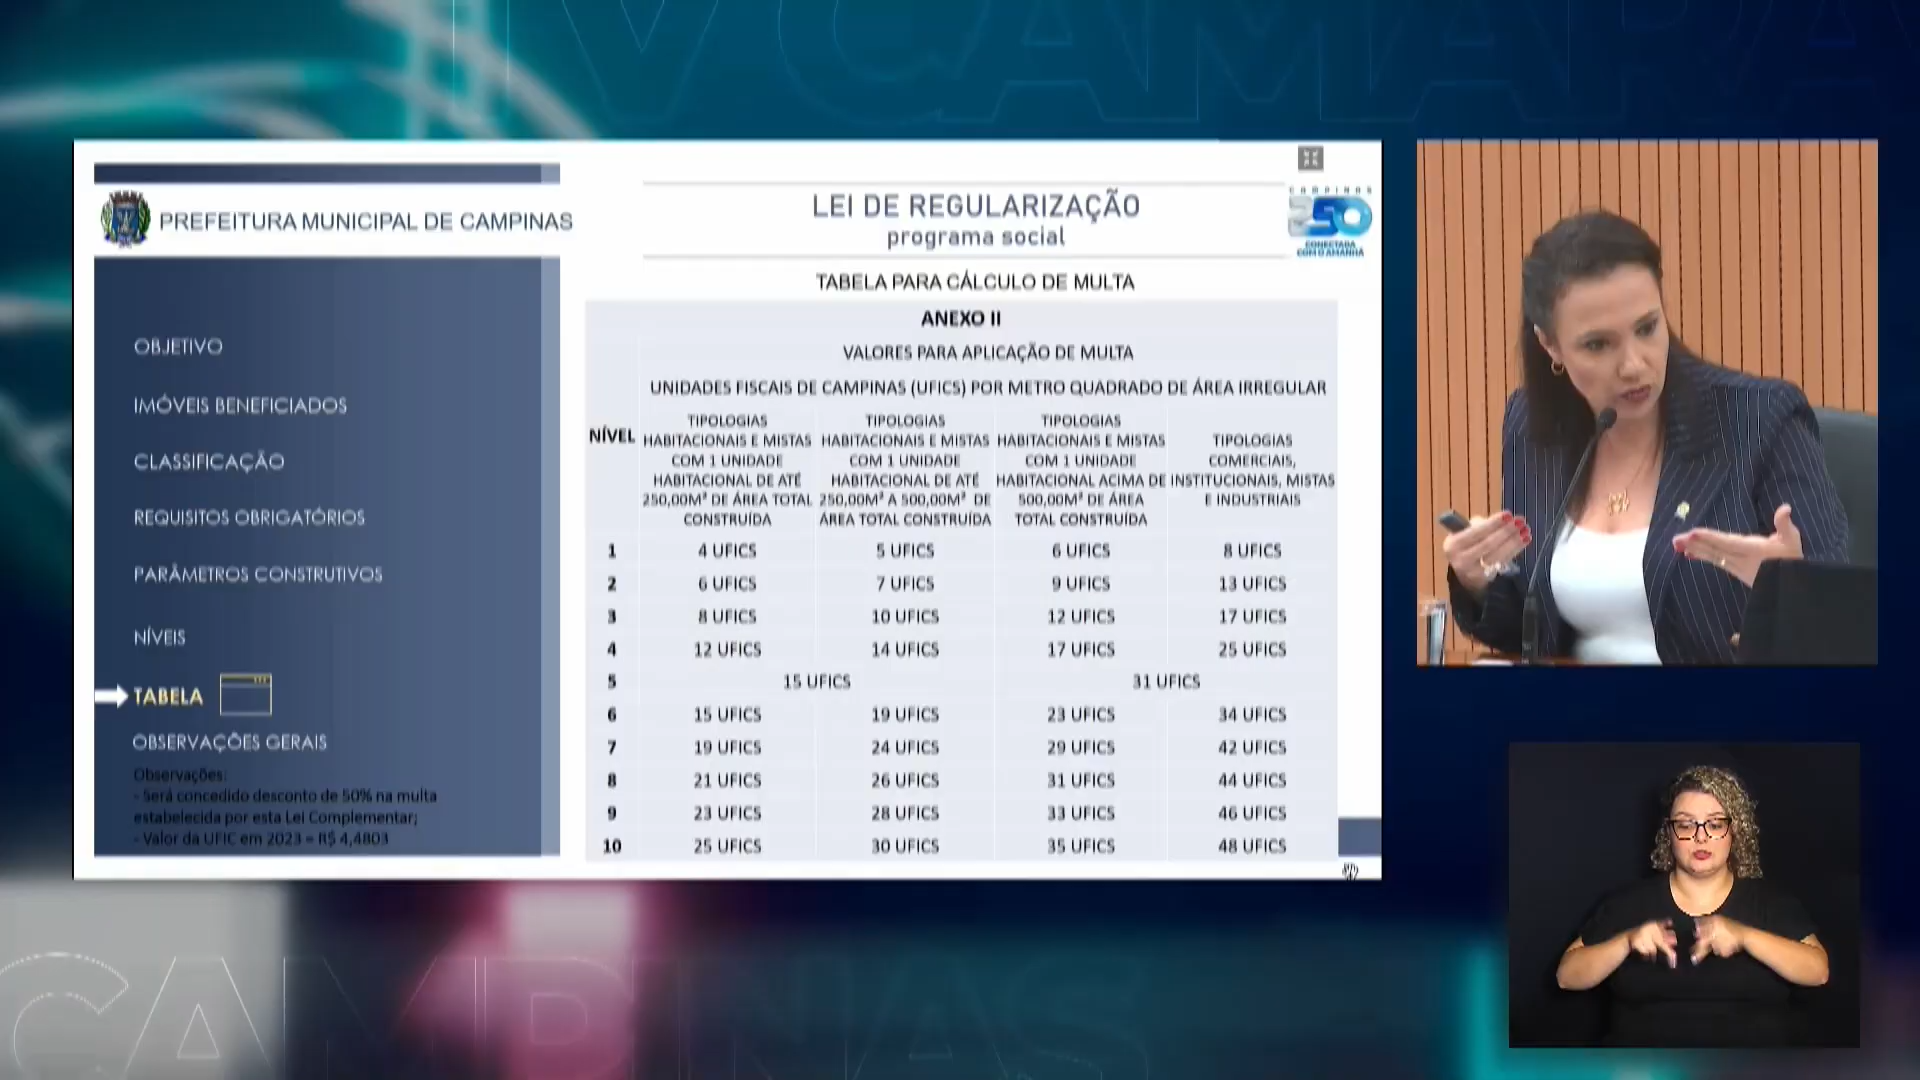 TV CAMARA
PREFEITURA MUNICIPAL DE CAMPINAS
LEI DE REGULARIZAÇÃO
programa social
CAMPINAS
250
CONECTADA
COM O AMANHÃ
OBJETIVO
IMÓVEIS BENEFICIADOS
CLASSIFICAÇÃO
REQUISITOS OBRIGATÓRIOS
PARÂMETROS CONSTRUTIVOS
NÍVEIS
TABELA
OBSERVAÇÕES GERAIS
Observações:
- Será concedido desconto de 50% na multa
estabelecida por esta Lei Complementar;
- Valor da UFIC em 2023 = R$ 4,4803
TABELA PARA CÁLCULO DE MULTA
ANEXO II
VALORES PARA APLICAÇÃO DE MULTA
UNIDADES FISCAIS DE CAMPINAS (UFICS) POR METRO QUADRADO DE ÁREA IRREGULAR
NÍVEL
TIPOLOGIAS
HABITACIONAIS E MISTAS
COM 1 UNIDADE
HABITACIONAL DE ATÉ
250,00M² DE ÁREA TOTAL
CONSTRUÍDA
TIPOLOGIAS
HABITACIONAIS E MISTAS
COM 1 UNIDADE
HABITACIONAL DE ATÉ
250,00M² A 500,00M² DE
ÁREA TOTAL CONSTRUÍDA
TIPOLOGIAS
HABITACIONAIS E MISTAS
COM 1 UNIDADE
HABITACIONAL ACIMA DE
500,00M² DE ÁREA
TOTAL CONSTRUÍDA
TIPOLOGIAS
COMERCIAIS,
INSTITUCIONAIS, MISTAS
E INDUSTRIAIS
1 4 UFICS 5 UFICS 6 UFICS 8 UFICS
2 6 UFICS 7 UFICS 9 UFICS 13 UFICS
3 8 UFICS 10 UFICS 12 UFICS 17 UFICS
4 12 UFICS 14 UFICS 17 UFICS 25 UFICS
5 15 UFICS 31 UFICS
6 15 UFICS 19 UFICS 23 UFICS 34 UFICS
7 19 UFICS 24 UFICS 29 UFICS 42 UFICS
8 21 UFICS 26 UFICS 31 UFICS 44 UFICS
9 23 UFICS 28 UFICS 33 UFICS 46 UFICS
10 25 UFICS 30 UFICS 35 UFICS 48 UFICS
CAMPINAS